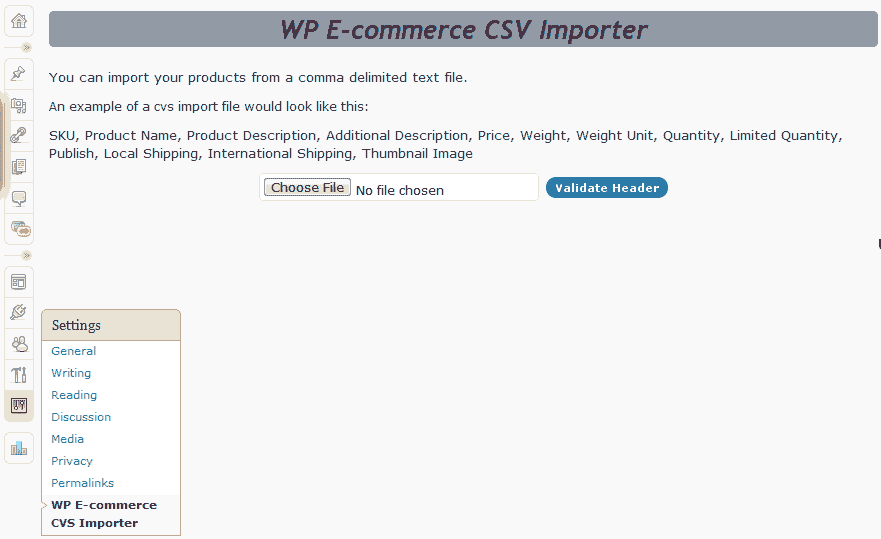 WP E-commerce CSV Importer
You can import your products from a comma delimited text file.
An example of a cvs import file would look like this:
SKU, Product Name, Product Description, Additional Description, Price, Weight, Weight Unit, Quantity, Limited Quantity,
Publish, Local Shipping, International Shipping, Thumbnail Image
Choose File No file chosen Validate Header
Settings
General
Writing
Reading
Discussion
Media
Privacy
Permalinks
WP E-commerce
CVS Importer